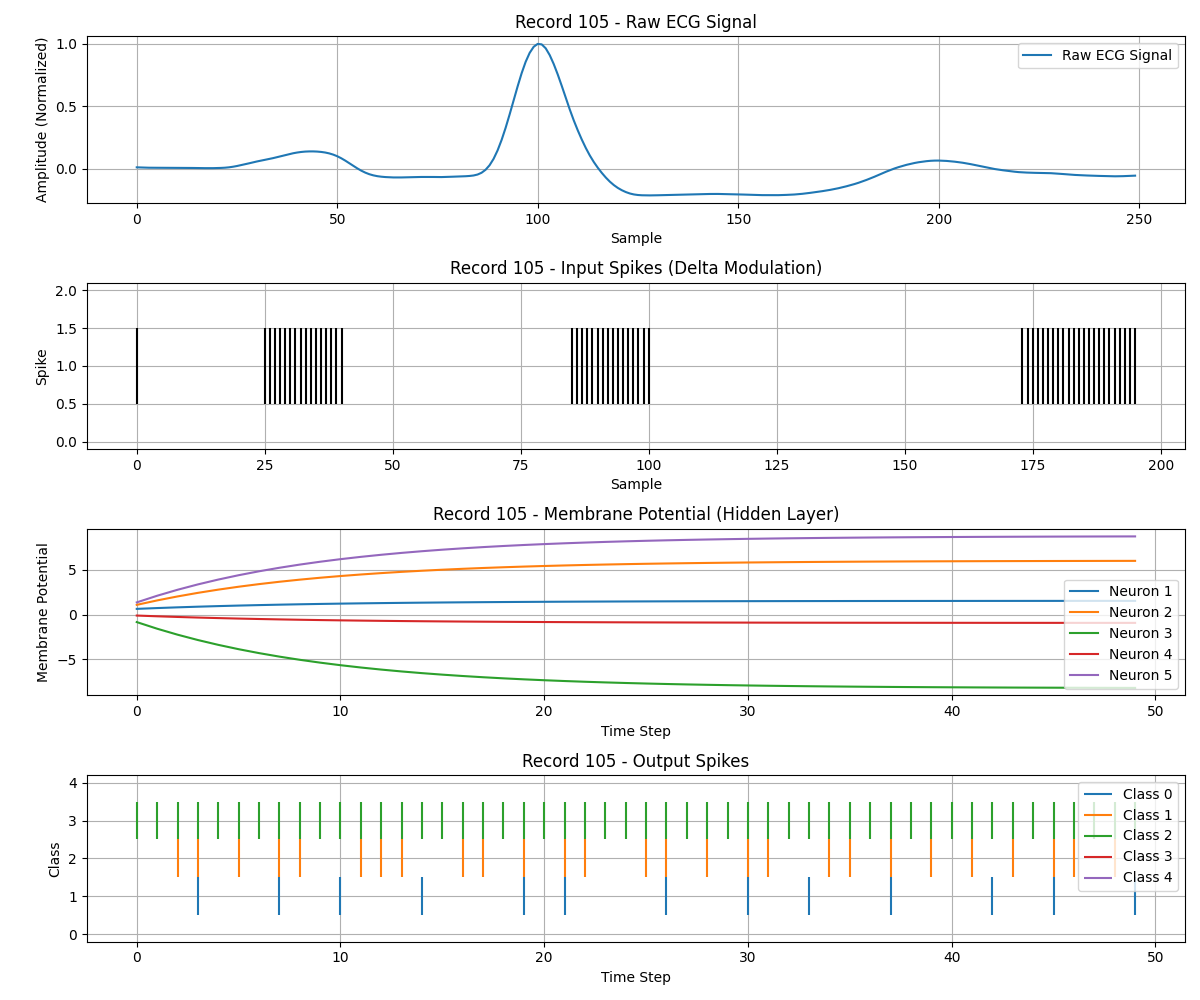 Record 105 - Raw ECG Signal
Amplitude (Normalized)
1.0
0.5
0.0
Raw ECG Signal
0 50 100 150 200 250
Sample
Record 105 - Input Spikes (Delta Modulation)
Spike
2.0
1.5
1.0
0.5
0.0
0 25 50 75 100 125 150 175 200
Sample
Record 105 - Membrane Potential (Hidden Layer)
Membrane Potential
5
0
−5
Neuron 1
Neuron 2
Neuron 3
Neuron 4
Neuron 5
0 10 20 30 40 50
Time Step
Record 105 - Output Spikes
Class
4
3
2
1
0
Class 0
Class 1
Class 2
Class 3
Class 4
0 10 20 30 40 50
Time Step